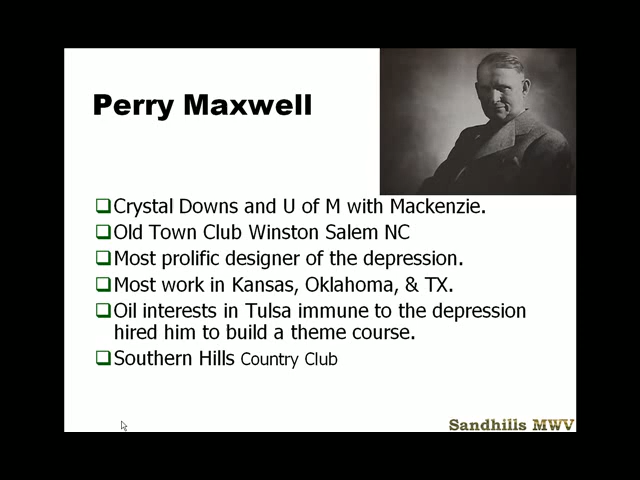 Perry Maxwell
Crystal Downs and U of M with Mackenzie.
Old Town Club Winston Salem NC
Most prolific designer of the depression.
Most work in Kansas, Oklahoma, & TX.
Oil interests in Tulsa immune to the depression
hired him to build a theme course.
Southern Hills Country Club
Sandhills MWV